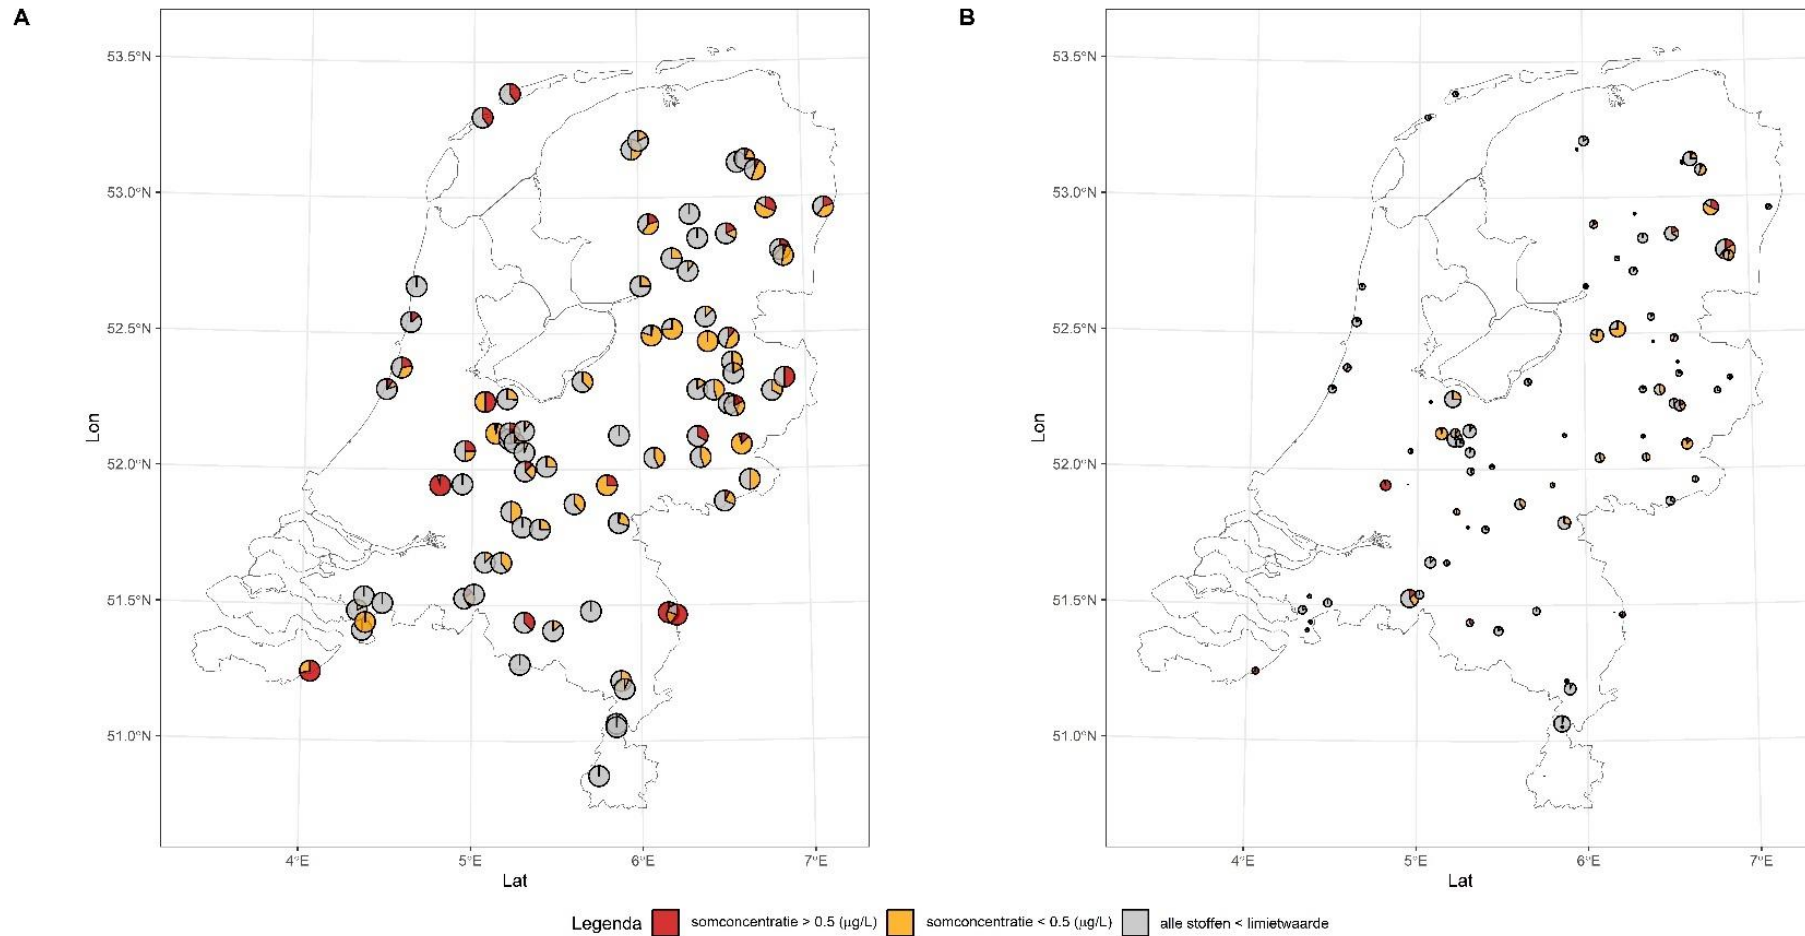 A
B
53.5°N
53.0°N
52.5°N
52.0°N
51.5°N
51.0°N
Lon
4°E 5°E 6°E 7°E
Lat
53.5°N
53.0°N
52.5°N
52.0°N
51.5°N
51.0°N
Lon
4°E 5°E 6°E 7°E
Lat
Legenda somconcentratie > 0.5 (µg/L) somconcentratie < 0.5 (µg/L) alle stoffen < limietwaarde